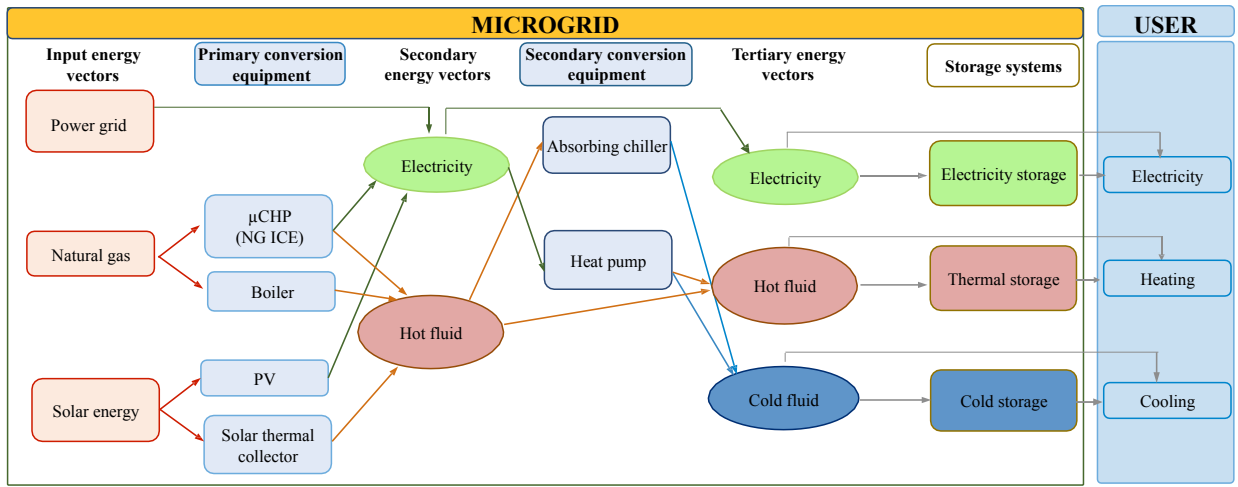 MICROGRID
USER
Input energy
vectors
Primary conversion
equipment
Secondary
energy vectors
Secondary conversion
equipment
Tertiary energy
vectors
Storage systems
Power grid
Natural gas
Solar energy
µCHP
(NG ICE)
Boiler
PV
Solar thermal
collector
Electricity
Hot fluid
Absorbing chiller
Heat pump
Electricity
Hot fluid
Cold fluid
Electricity storage
Thermal storage
Cold storage
Electricity
Heating
Cooling